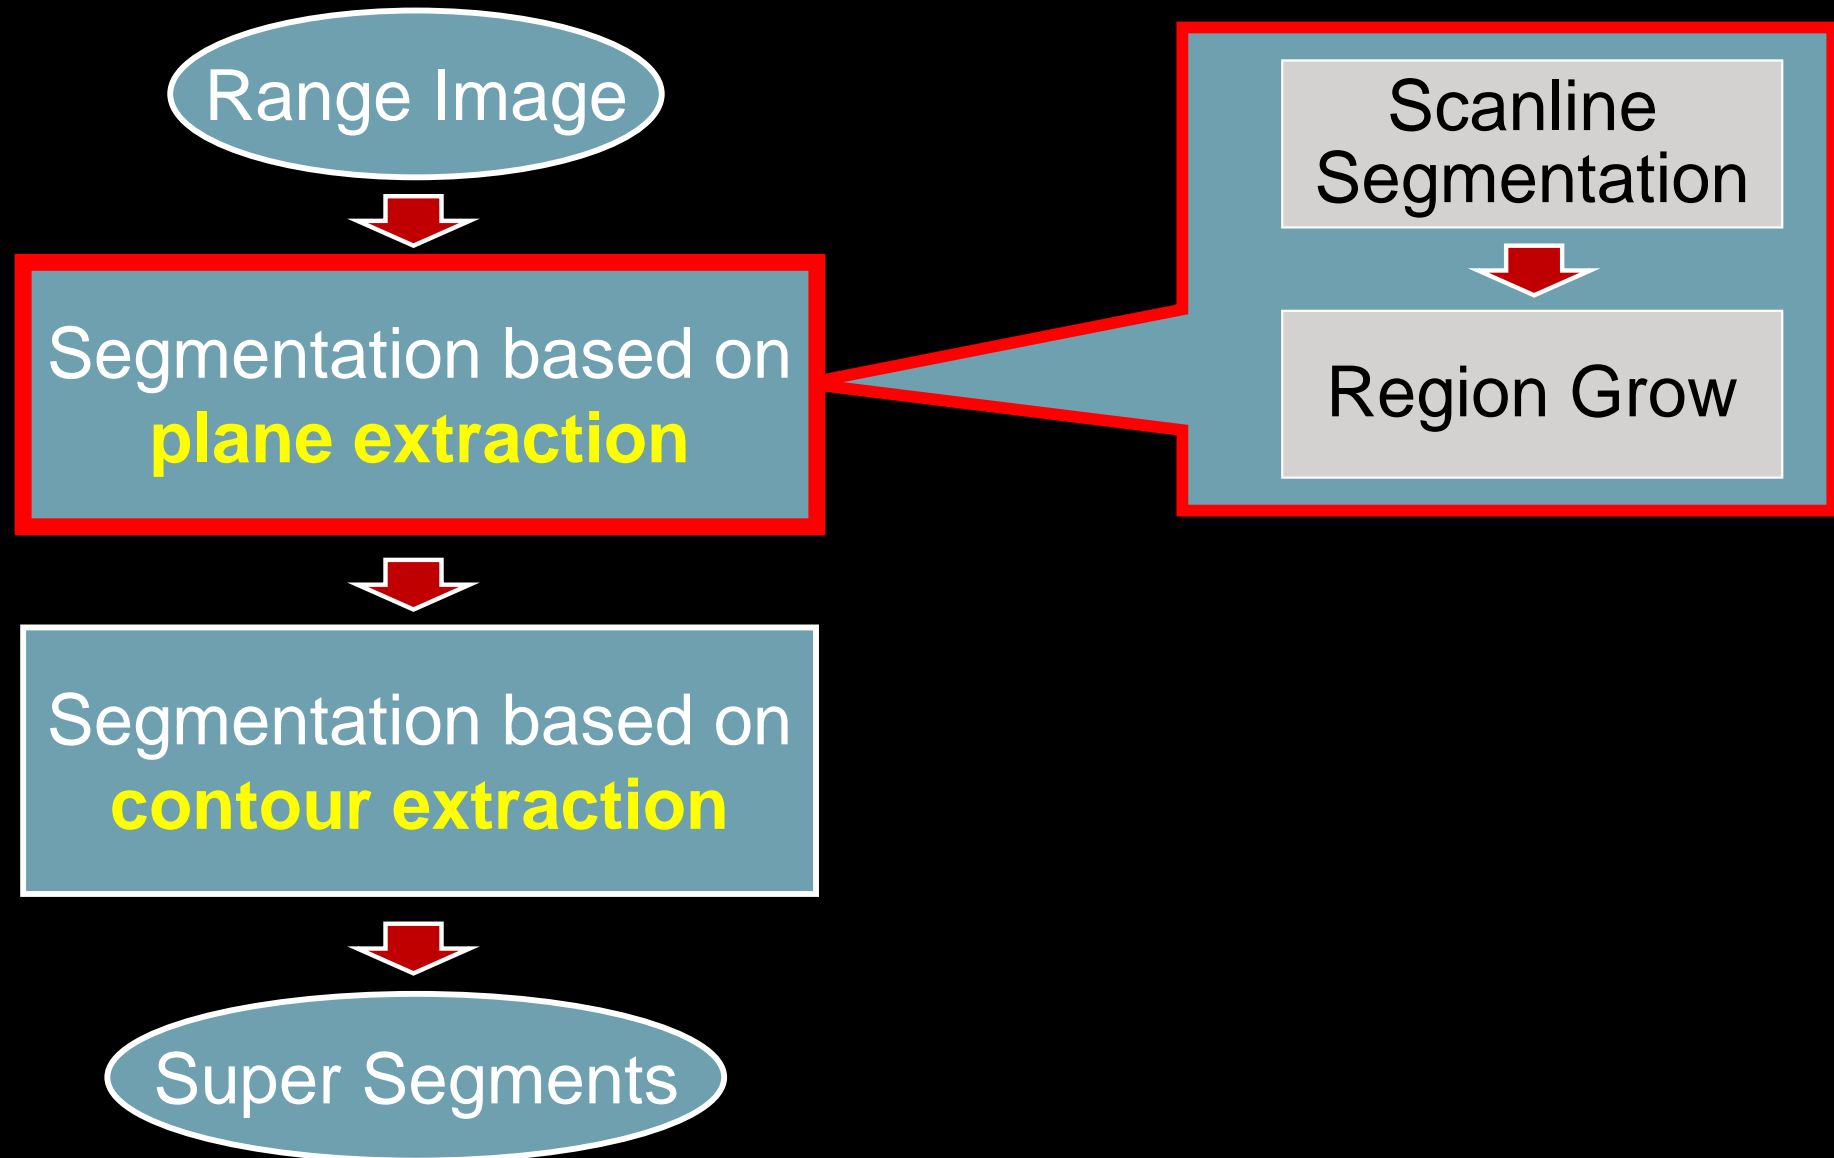 Range Image
Segmentation based on
plane extraction
Segmentation based on
contour extraction
Super Segments
Scanline
Segmentation
Region Grow